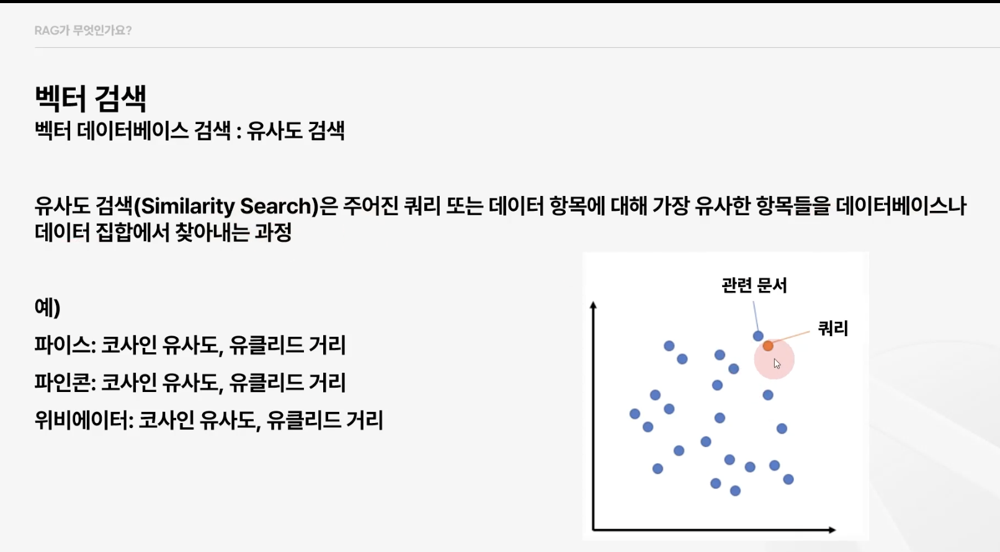 RAG가 무엇인가요?
벡터 검색
벡터 데이터베이스 검색 : 유사도 검색
유사도 검색(Similarity Search)은 주어진 쿼리 또는 데이터 항목에 대해 가장 유사한 항목들을 데이터베이스나
데이터 집합에서 찾아내는 과정
예)
파이스: 코사인 유사도, 유클리드 거리
파인콘: 코사인 유사도, 유클리드 거리
위비에이터: 코사인 유사도, 유클리드 거리
관련 문서
쿼리